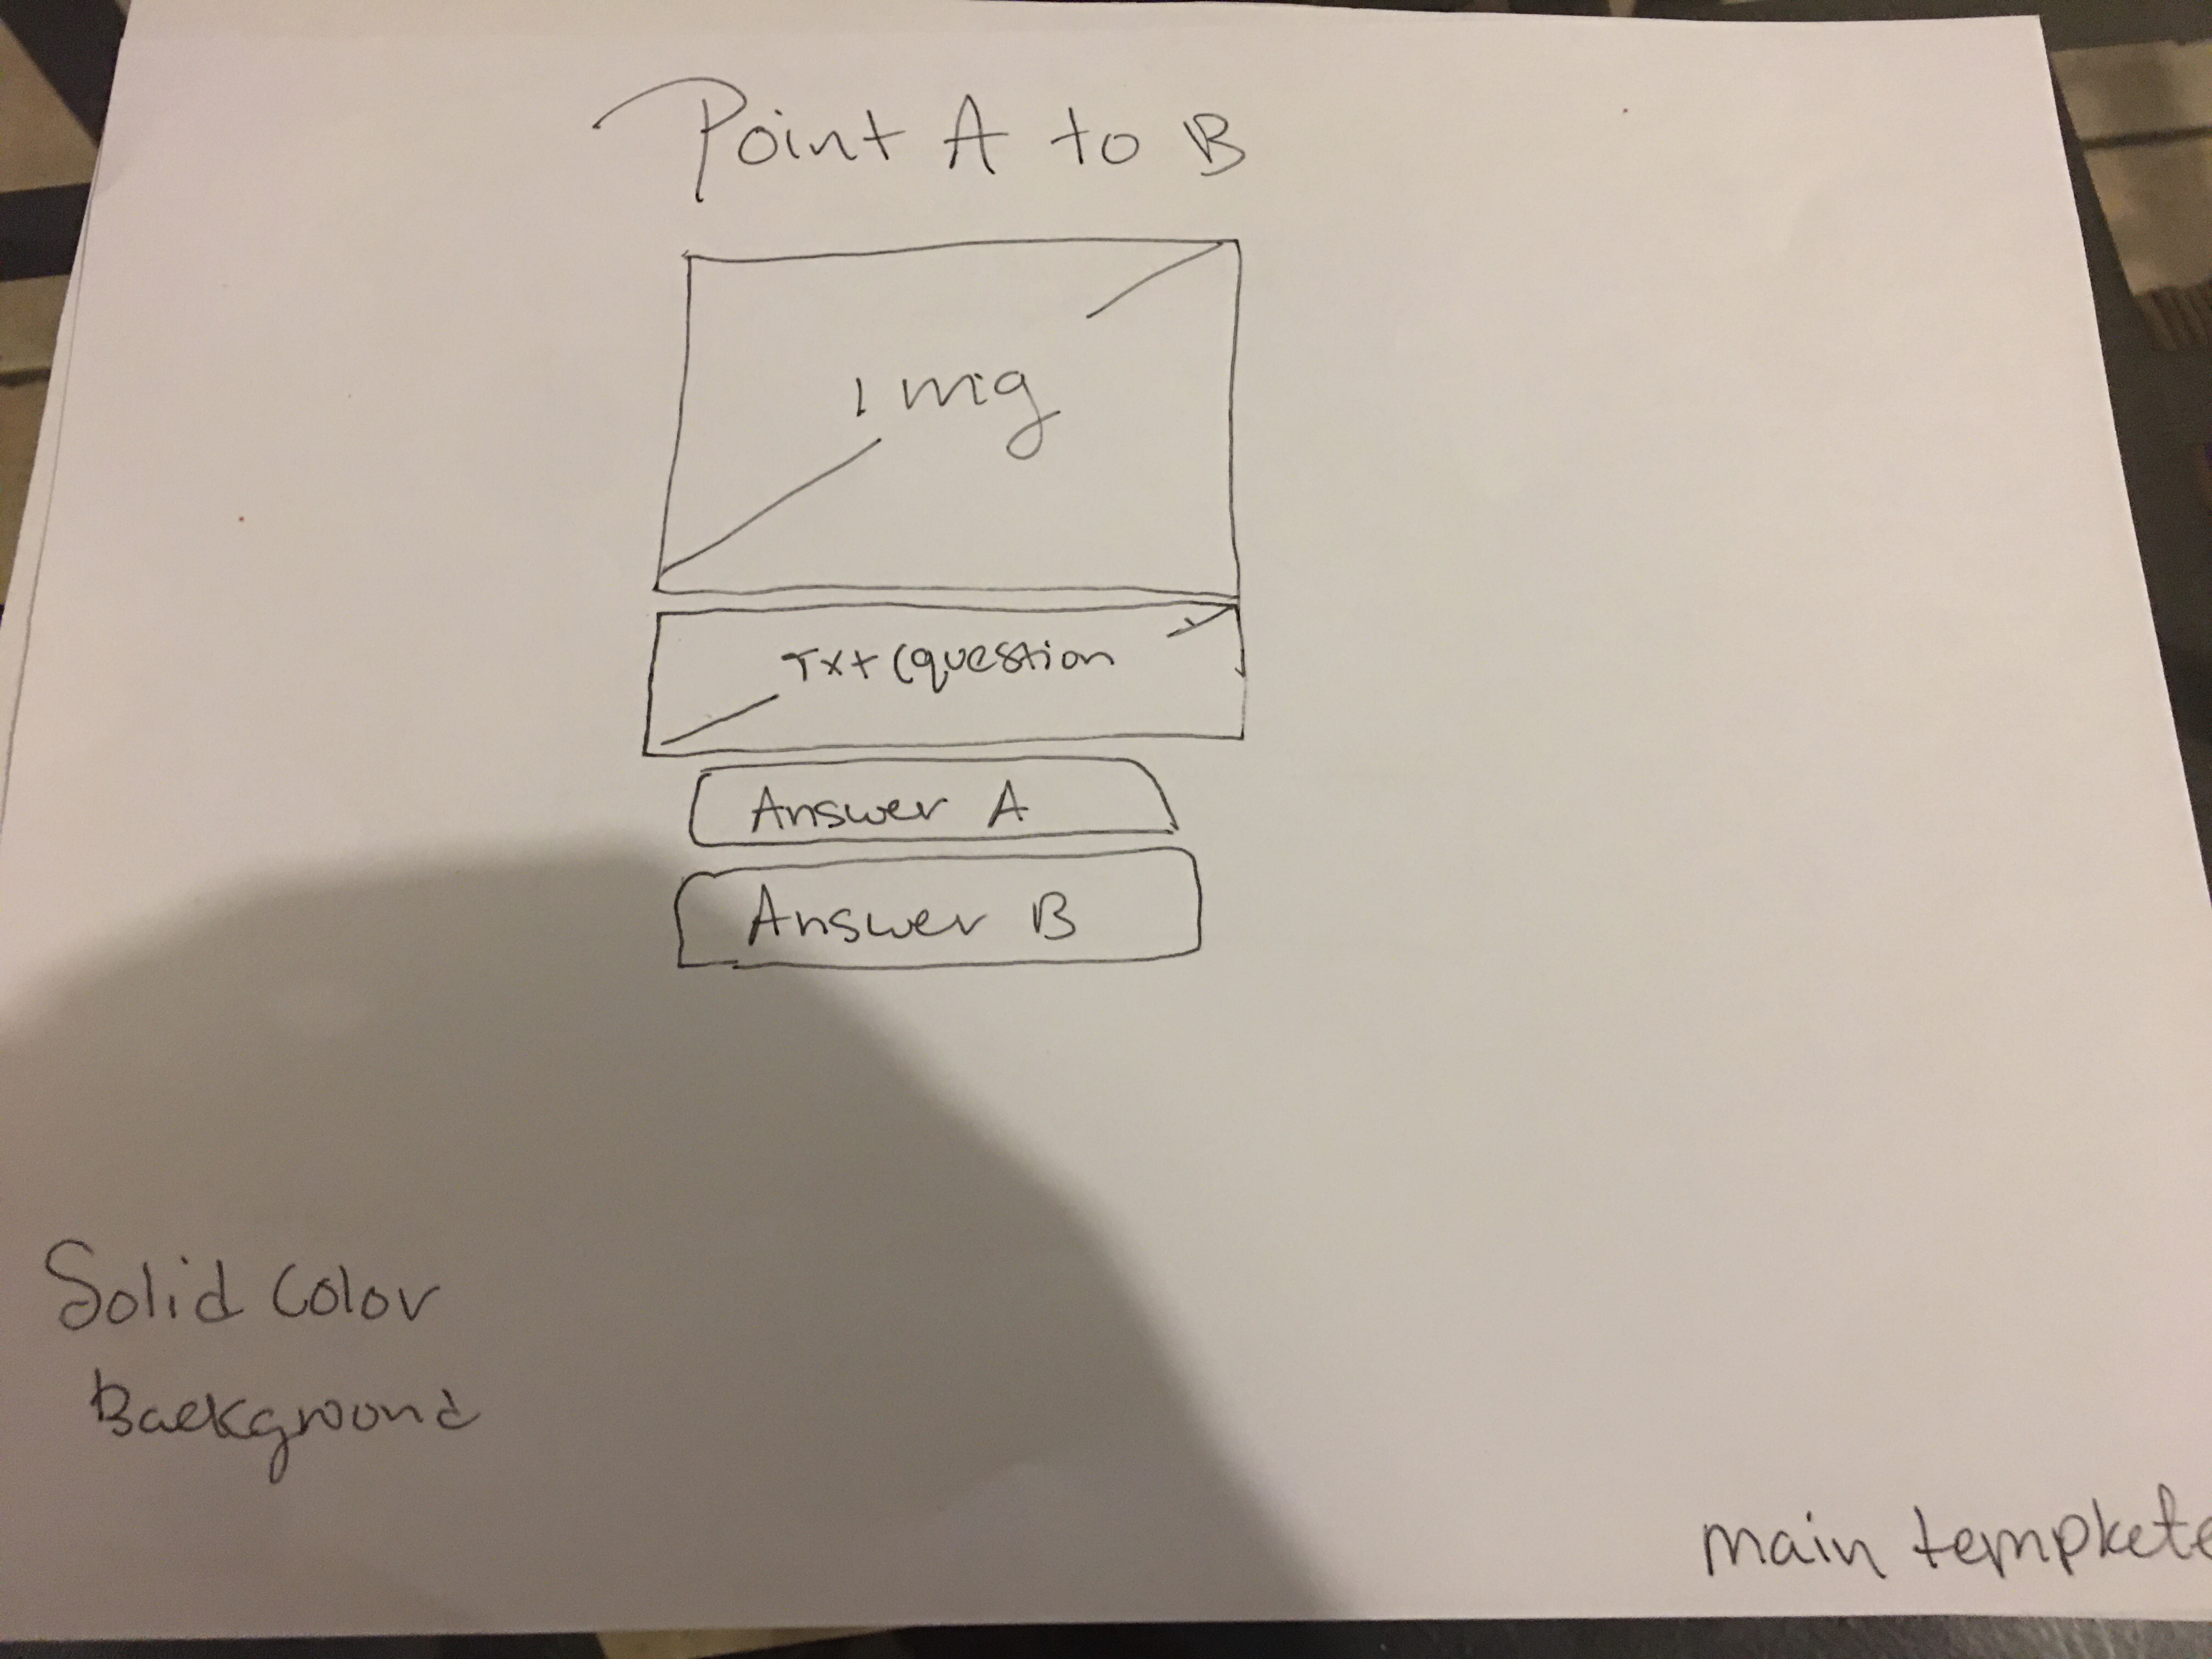 Point A to B
img
Txt (question
Answer A
Answer B
Solid Color
Background
main templete